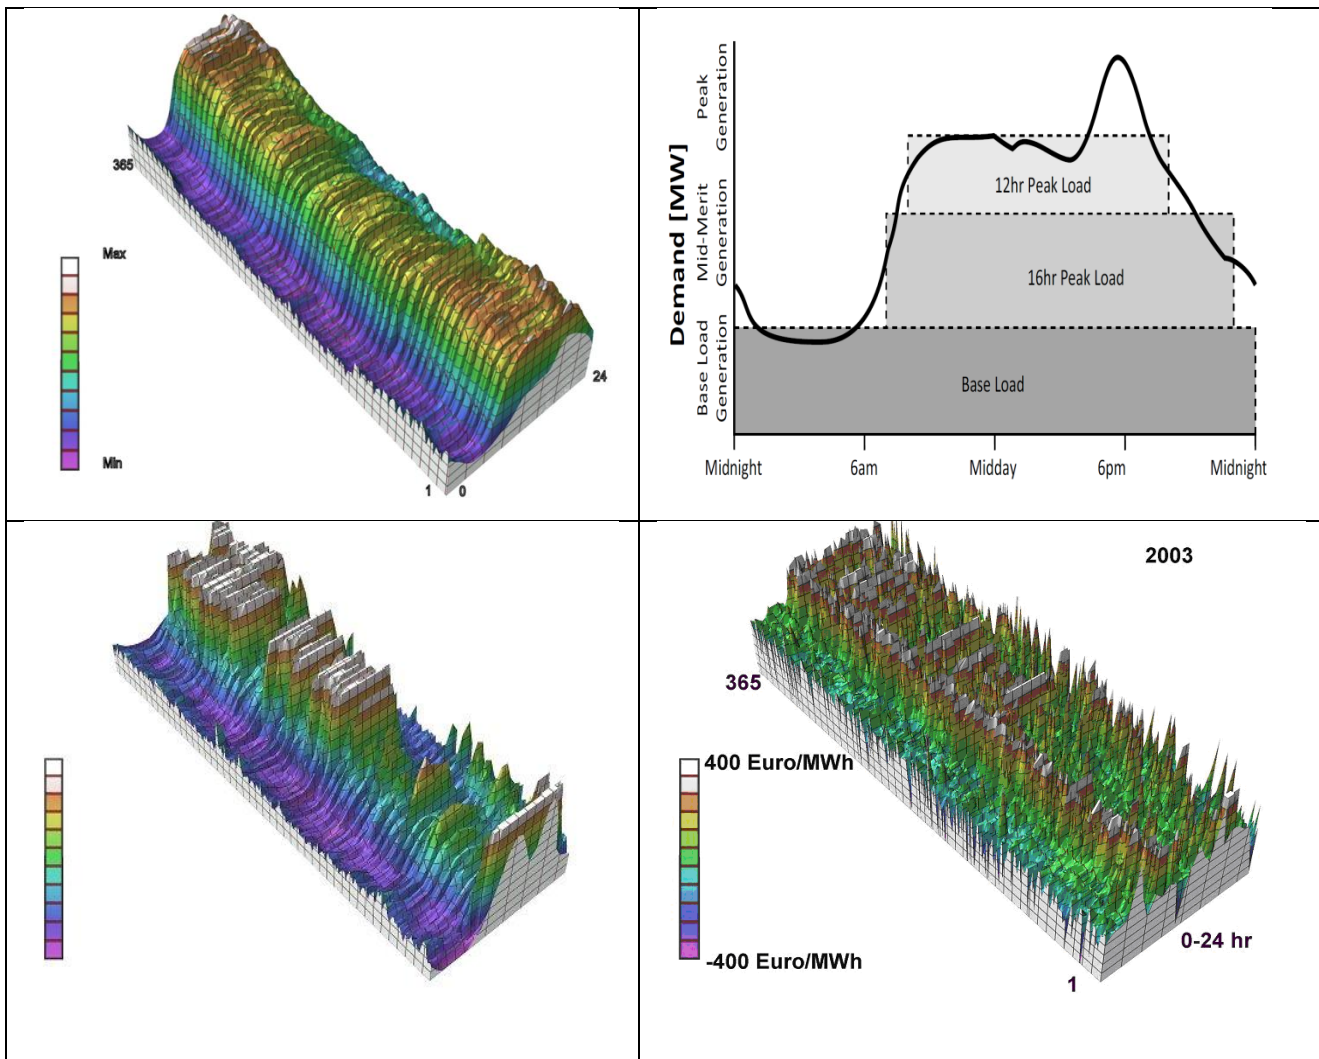 365
Max
Min
24
1
0
Demand [MW]
Peak
Generation
Mid-Merit
Generation
Base Load
Generation
12hr Peak Load
16hr Peak Load
Base Load
Midnight
6am
Midday
6pm
Midnight
2003
365
400 Euro/MWh
-400 Euro/MWh
0-24 hr
1